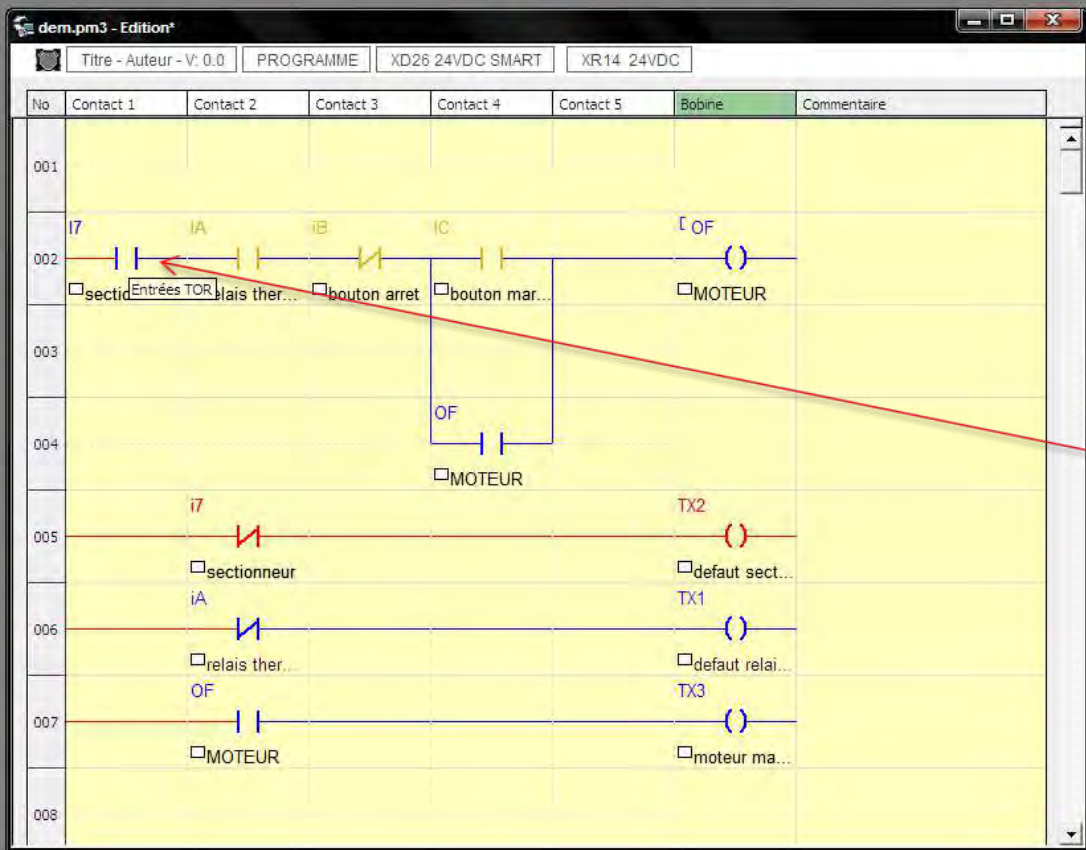 dem.pm3 - Edition*
Titre - Auteur - V: 0.0 PROGRAMME XD26 24VDC SMART XR14 24VDC
No Contact 1 Contact 2 Contact 3 Contact 4 Contact 5 Bobine Commentaire
001
I7 IA iB IC [ OF
002
sectio Entrées TOR elais ther... bouton arret bouton mar... MOTEUR
003
OF
004
MOTEUR
i7 TX2
005
sectionneur defaut sect...
iA TX1
006
relais ther... defaut relai...
OF TX3
007
MOTEUR moteur ma...
008